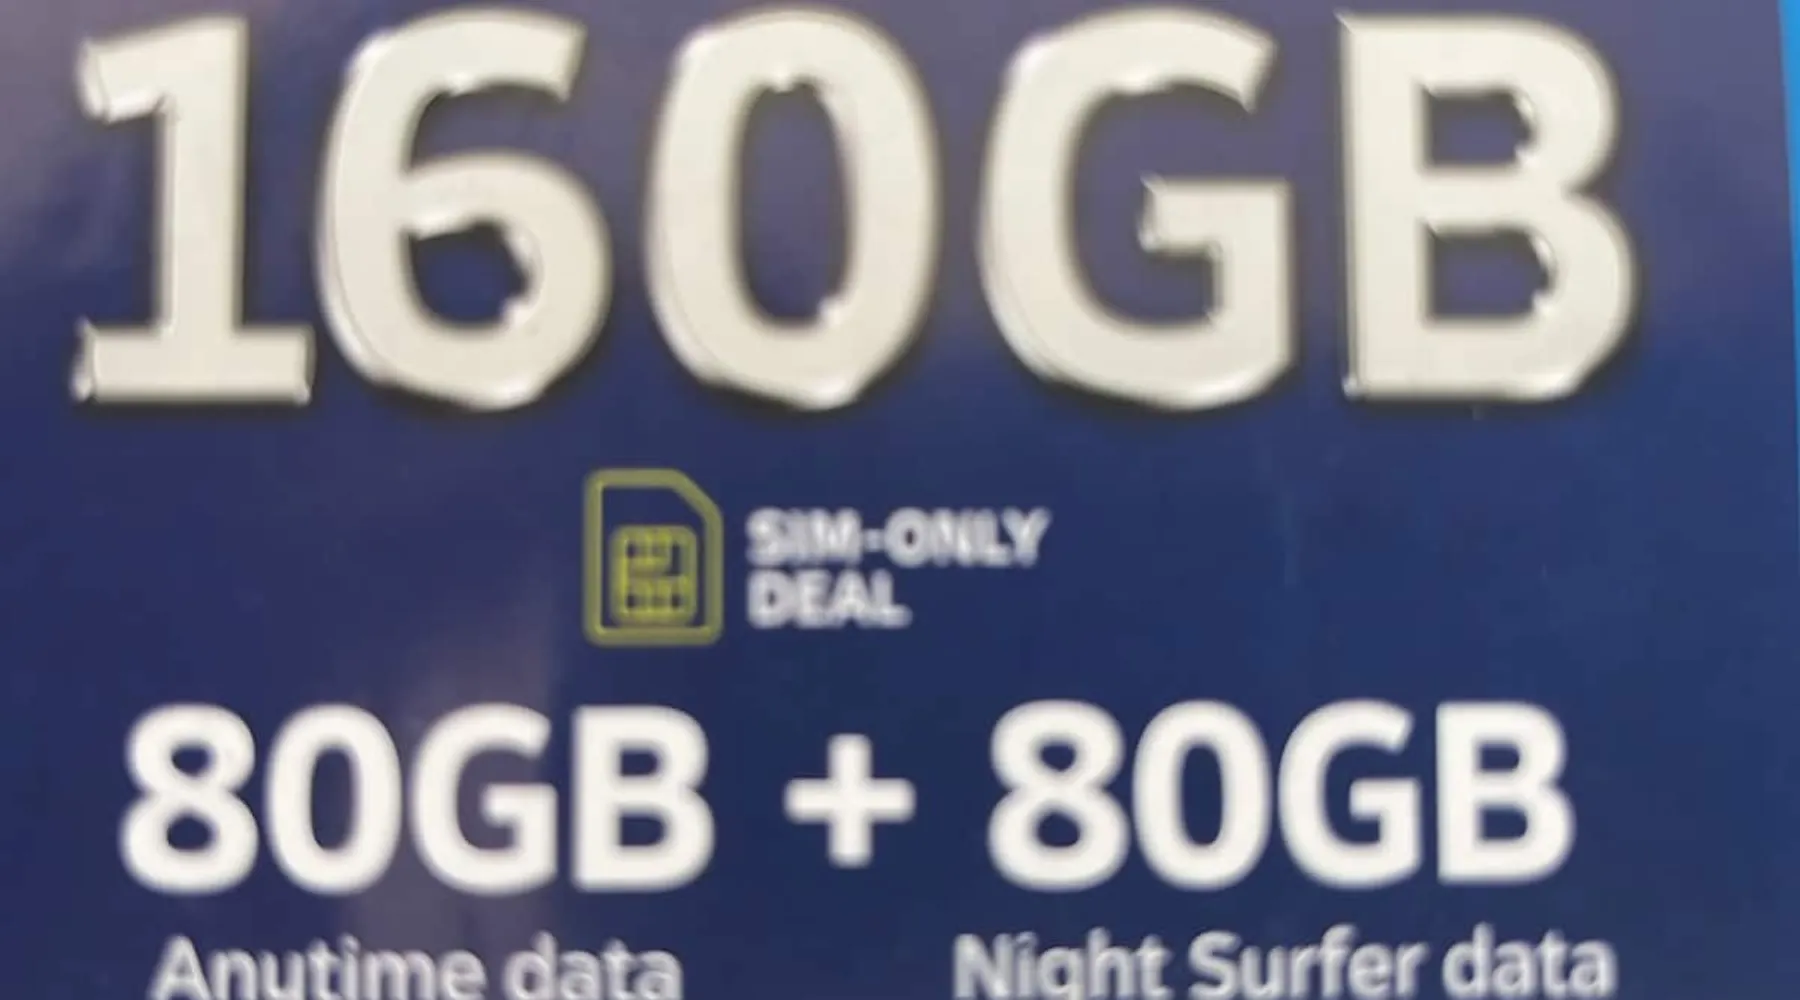 160GB
SIM-ONLY
DEAL
80GB + 80GB
Anytime data Night Surfer data